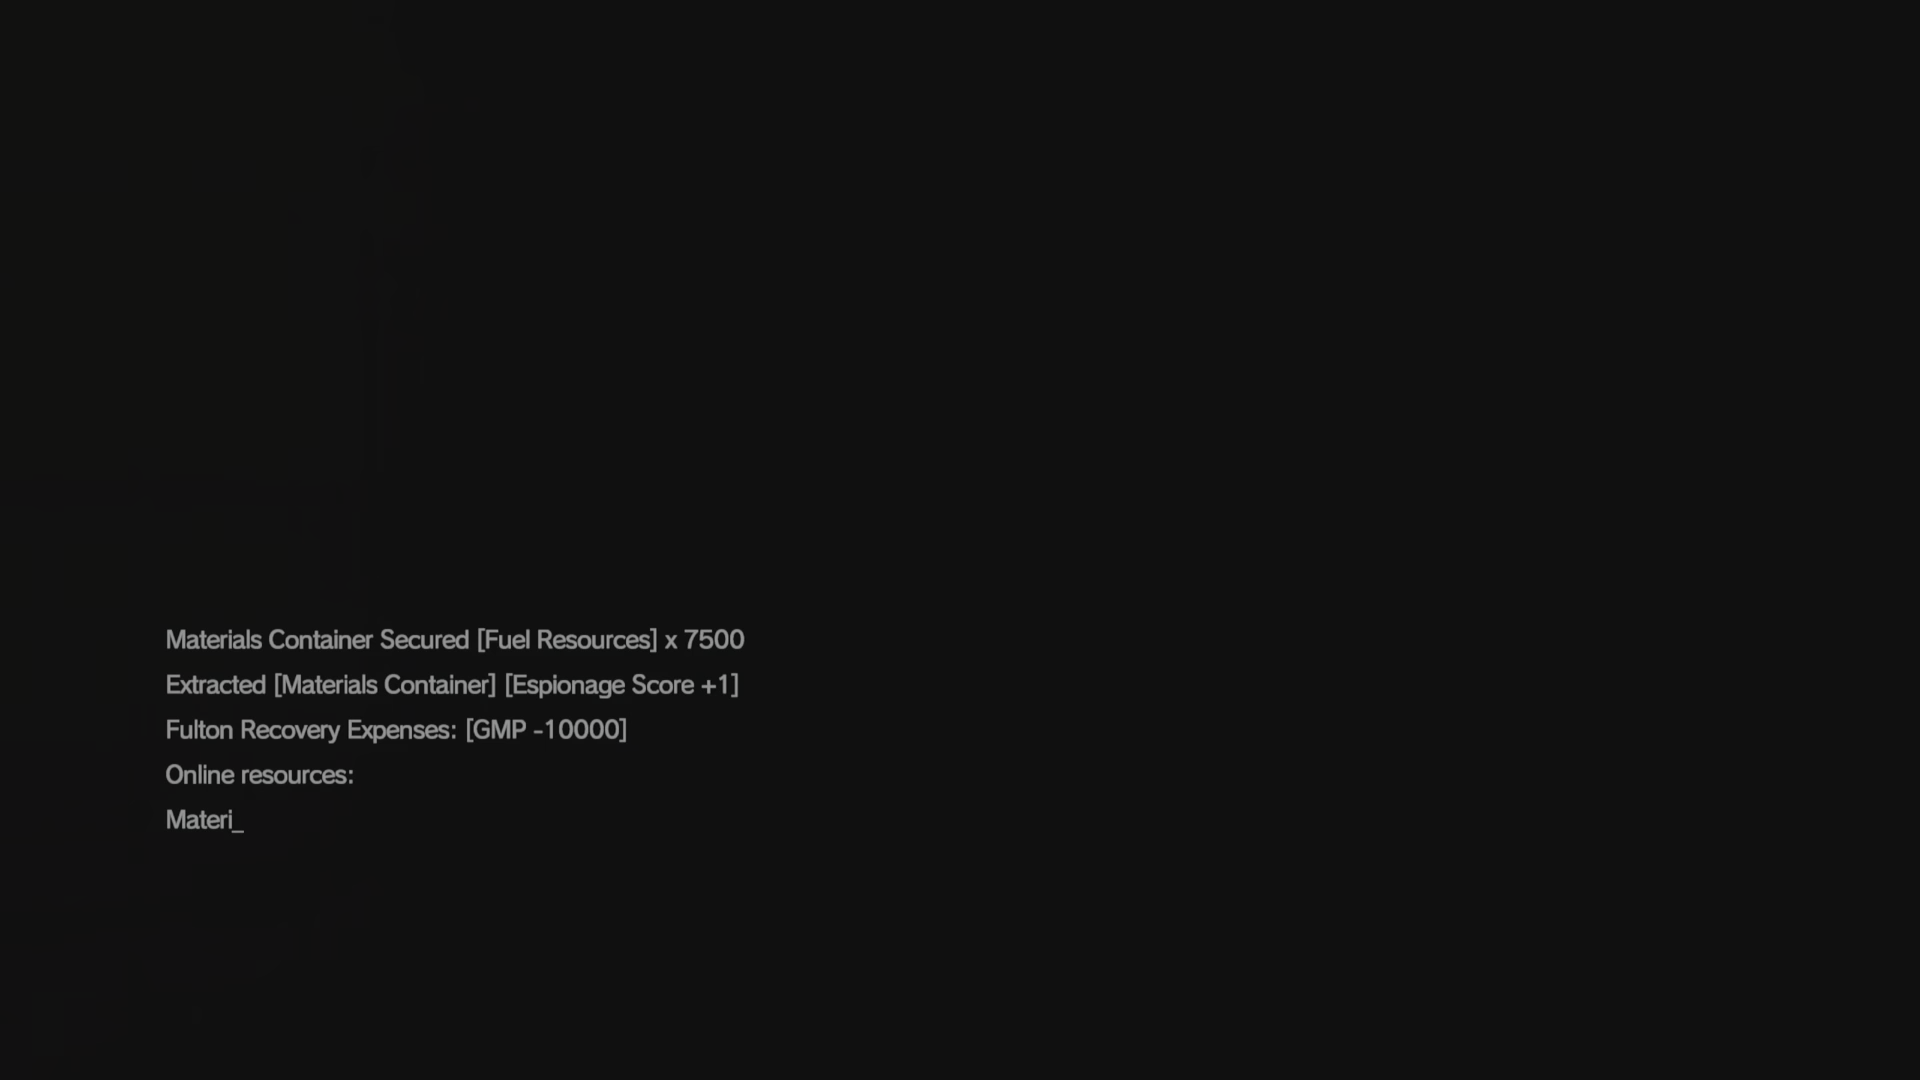 Materials Container Secured [Fuel Resources] x 7500
Extracted [Materials Container] [Espionage Score +1]
Fulton Recovery Expenses: [GMP -10000]
Online resources:
Materi_